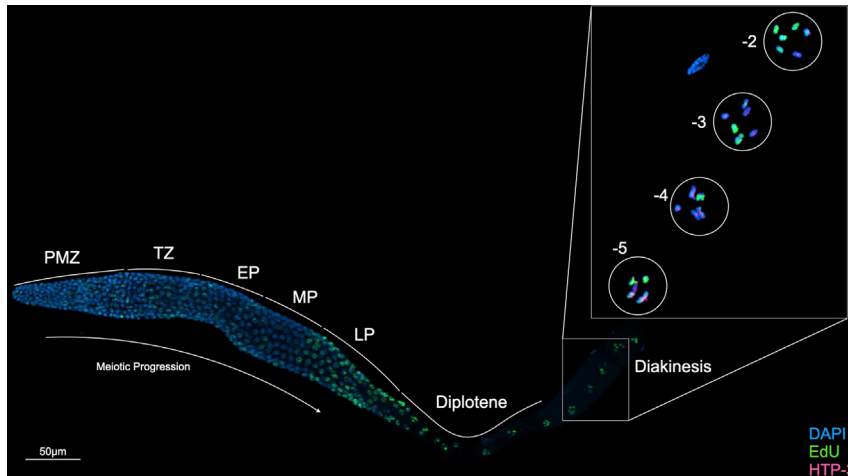 -2
-3
-4
-5
PMZ
TZ
EP
MP
LP
Meiotic Progression
Diplotene
Diakinesis
50μm
DAPI
EdU